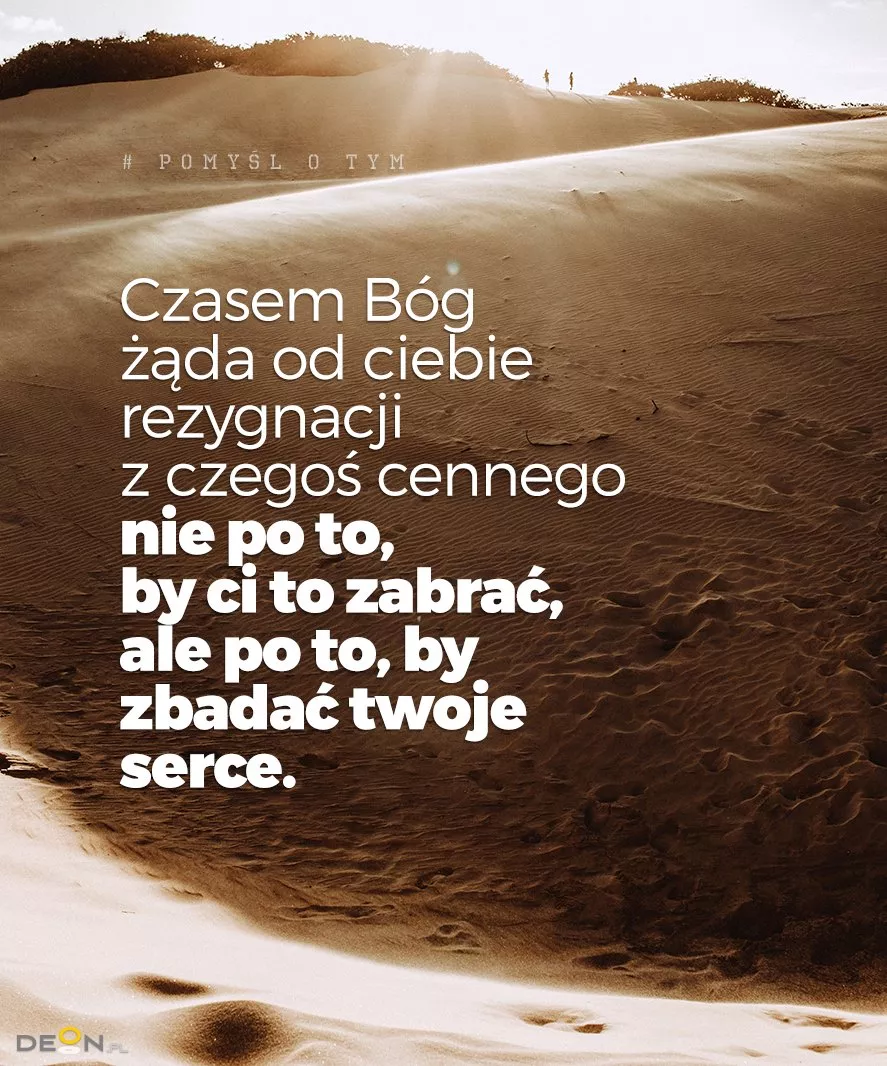 # POMYŚL O TYM
Czasem Bóg
żąda od ciebie
rezygnacji
z czegoś cennego
nie po to,
by ci to zabrać,
ale po to, by
zbadać twoje
serce.
DEON.PL